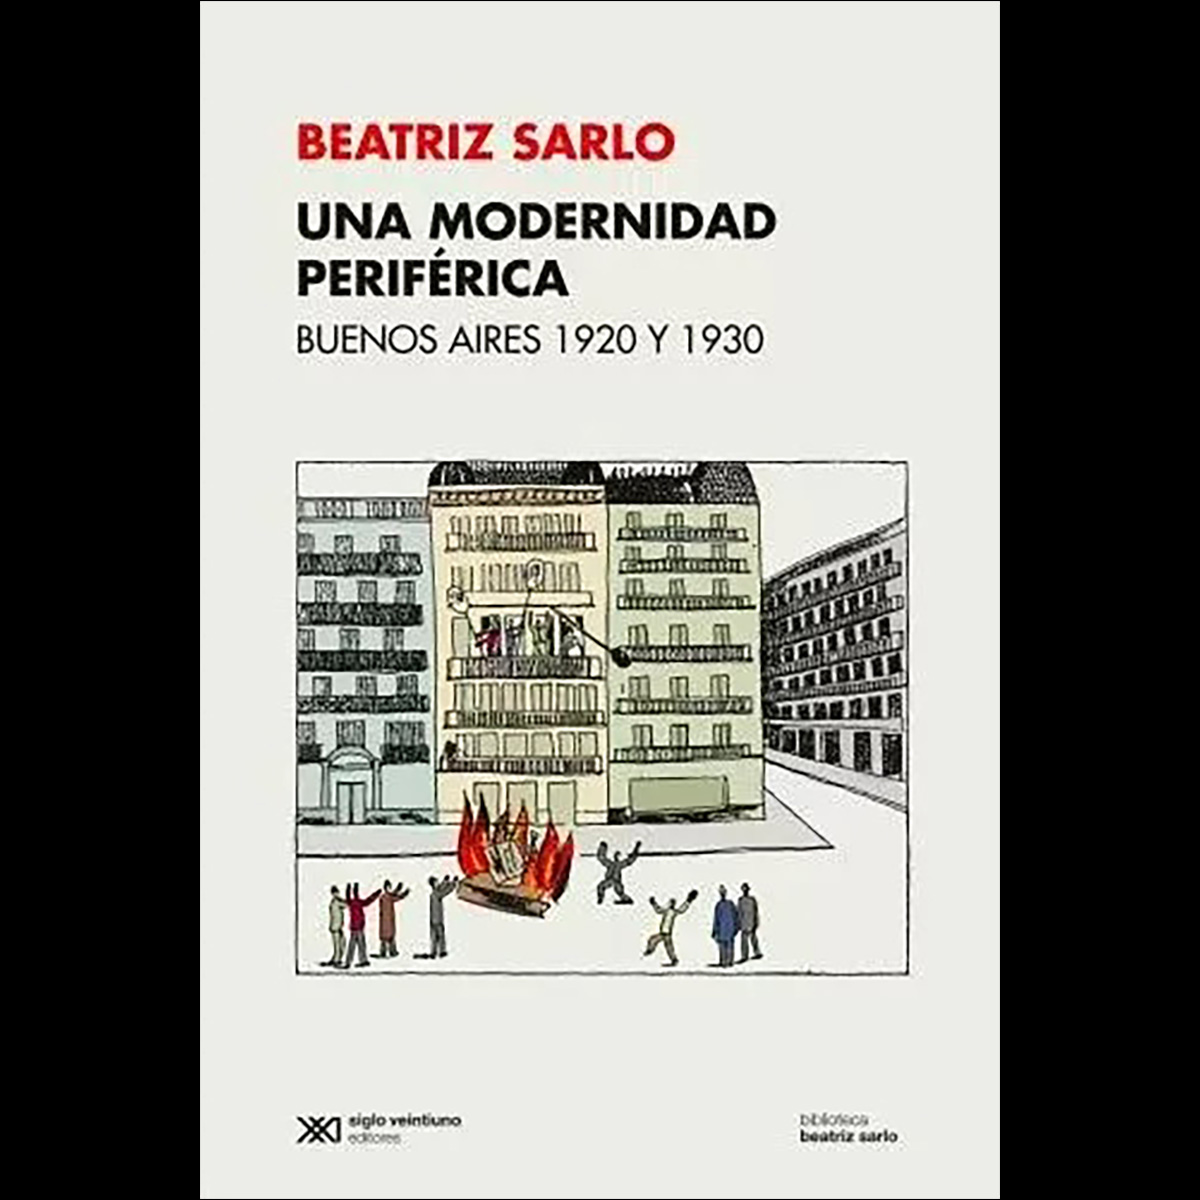 BEATRIZ SARLO
UNA MODERNIDAD
PERIFÉRICA
BUENOS AIRES 1920 Y 1930
siglo veintiuno
editores
biblioteca
beatriz sarlo